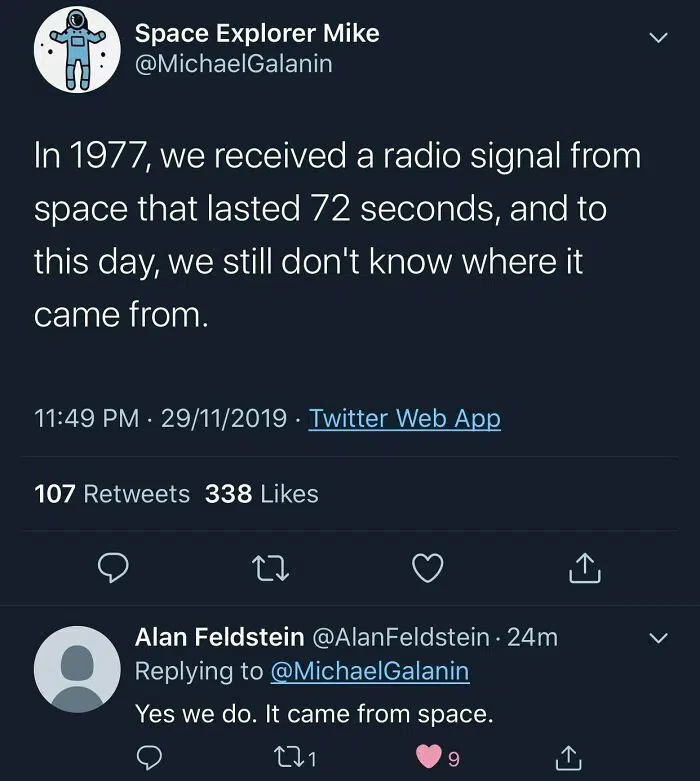 Space Explorer Mike
@MichaelGalanin
In 1977, we received a radio signal from
space that lasted 72 seconds, and to
this day, we still don't know where it
came from.
11:49 PM · 29/11/2019 · Twitter Web App
107 Retweets 338 Likes
Alan Feldstein @AlanFeldstein · 24m
Replying to @MichaelGalanin
Yes we do. It came from space.
1 9